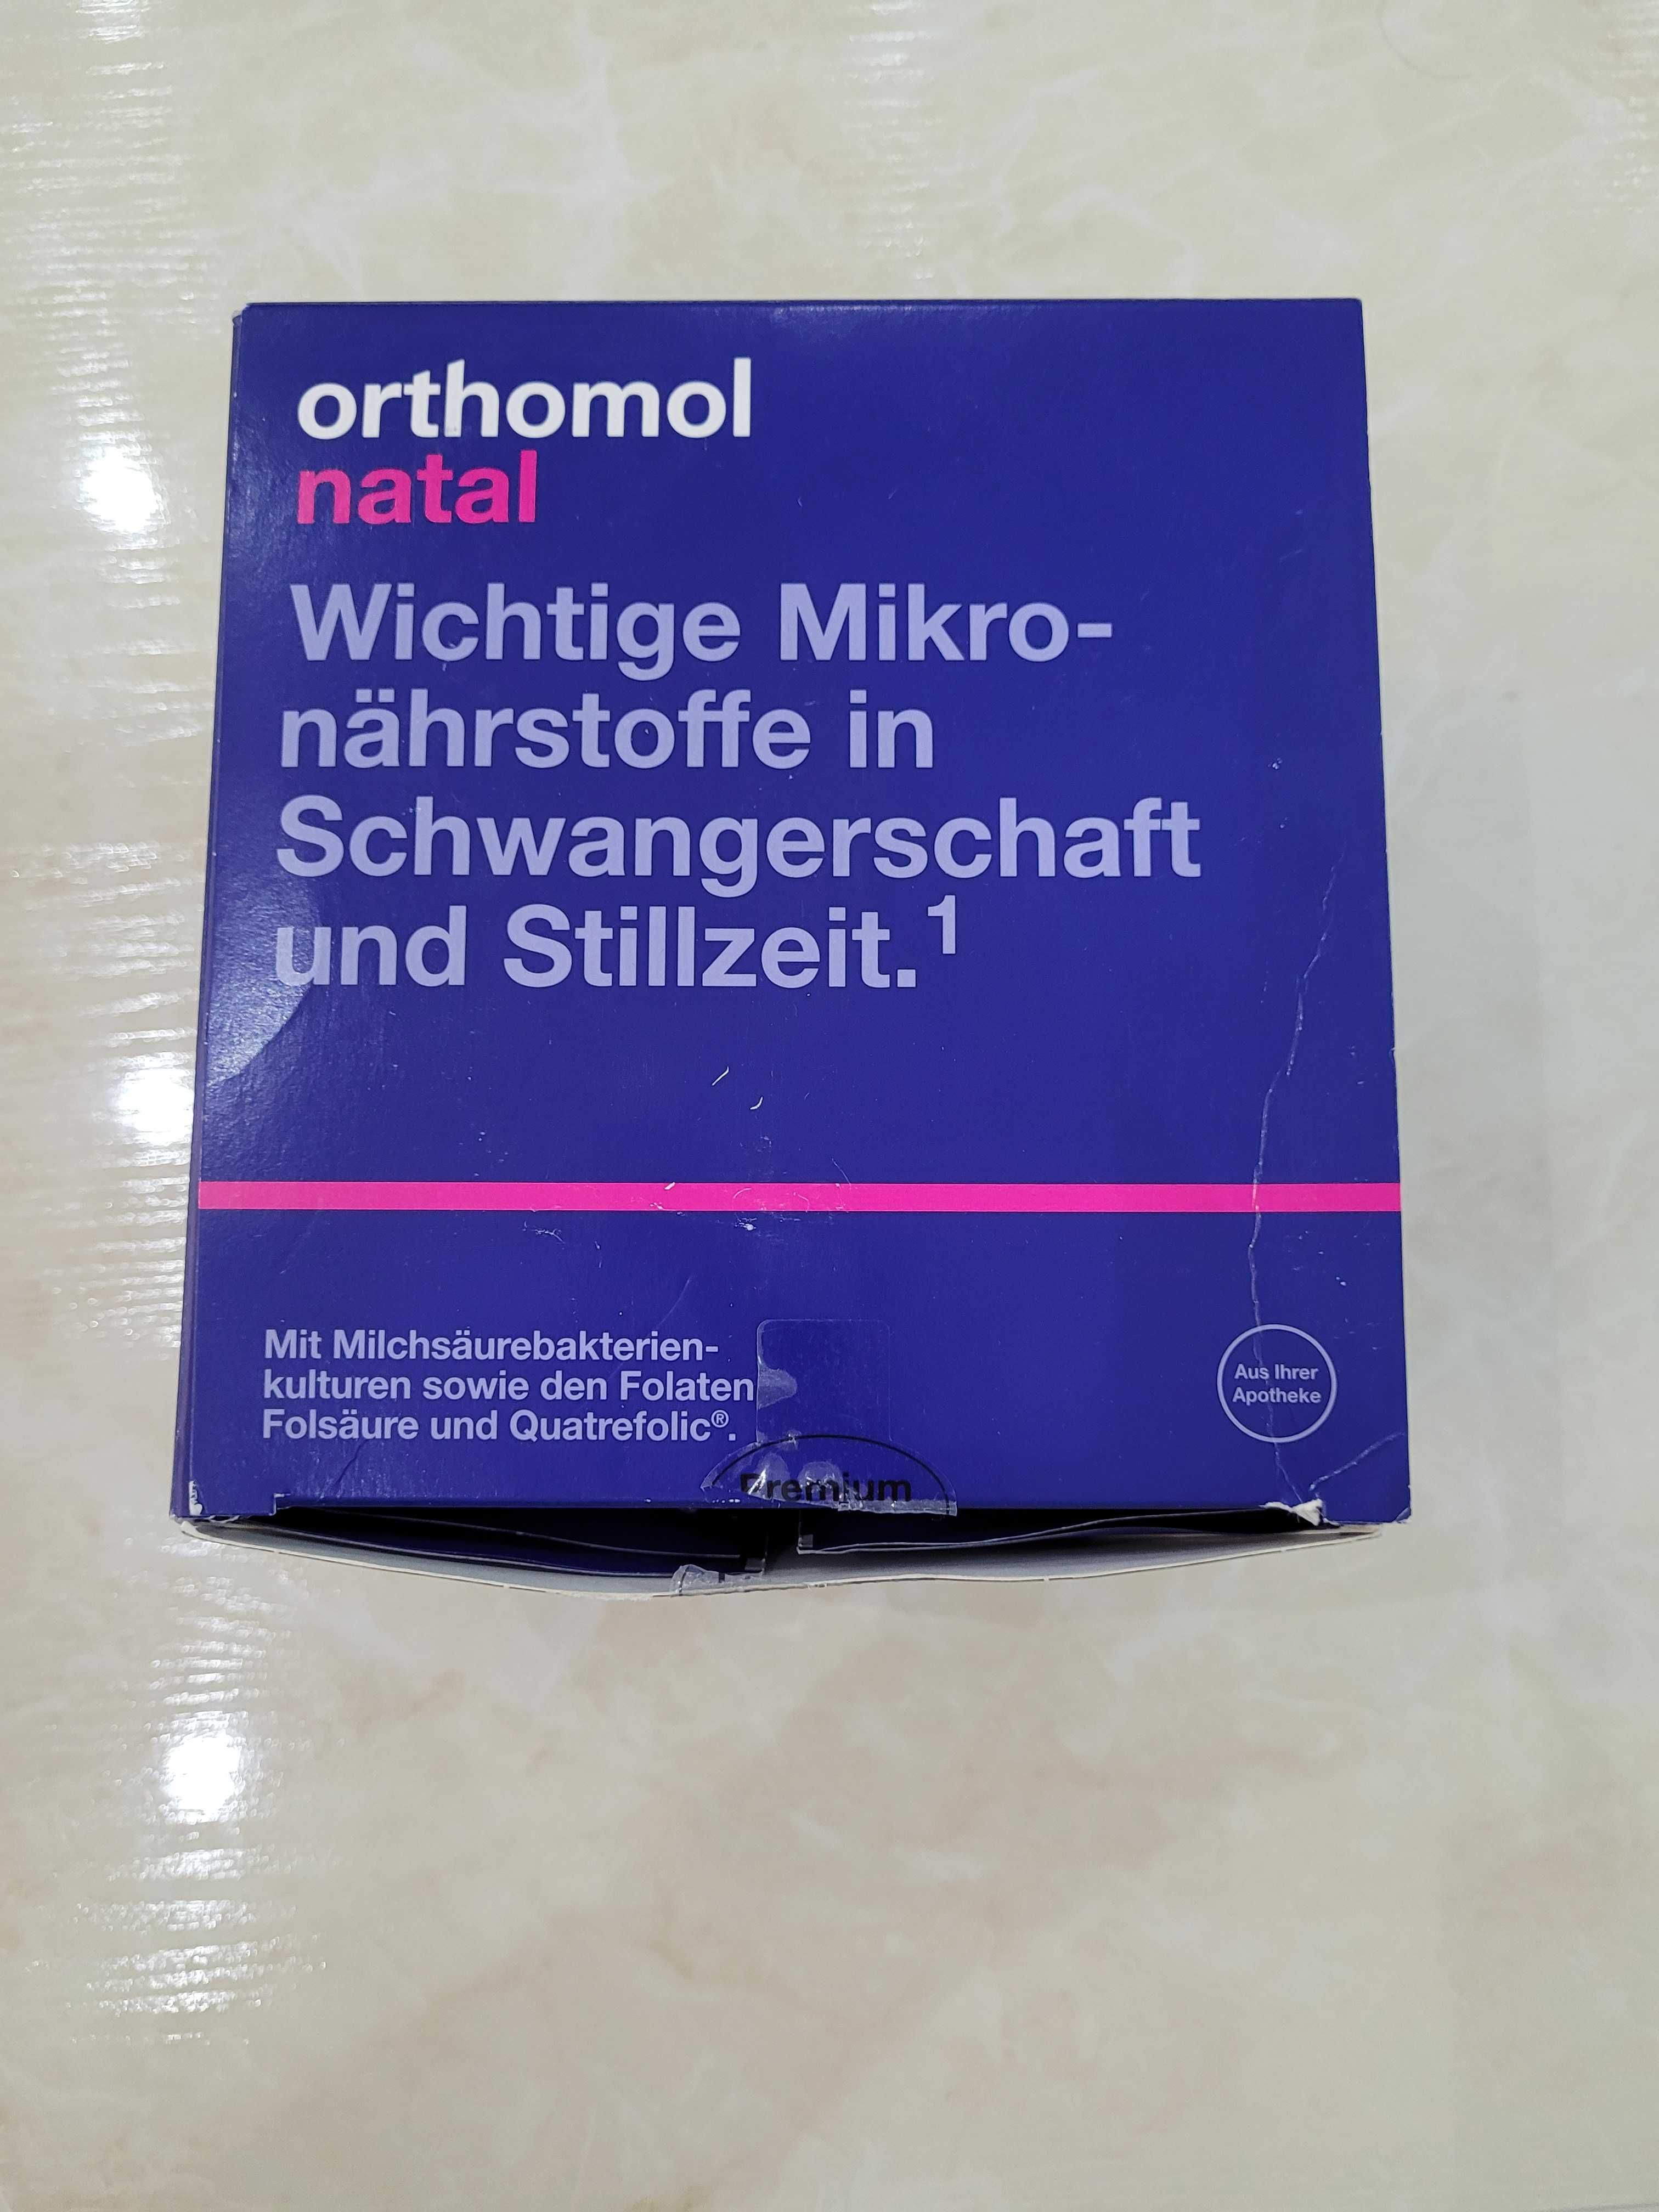 orthomol
natal
Wichtige Mikro-
nährstoffe in
Schwangerschaft
und Stillzeit.¹
Mit Milchsäurebakterien-
kulturen sowie den Folaten
Folsäure und Quatrefolic®.
Aus Ihrer
Apotheke
Premium